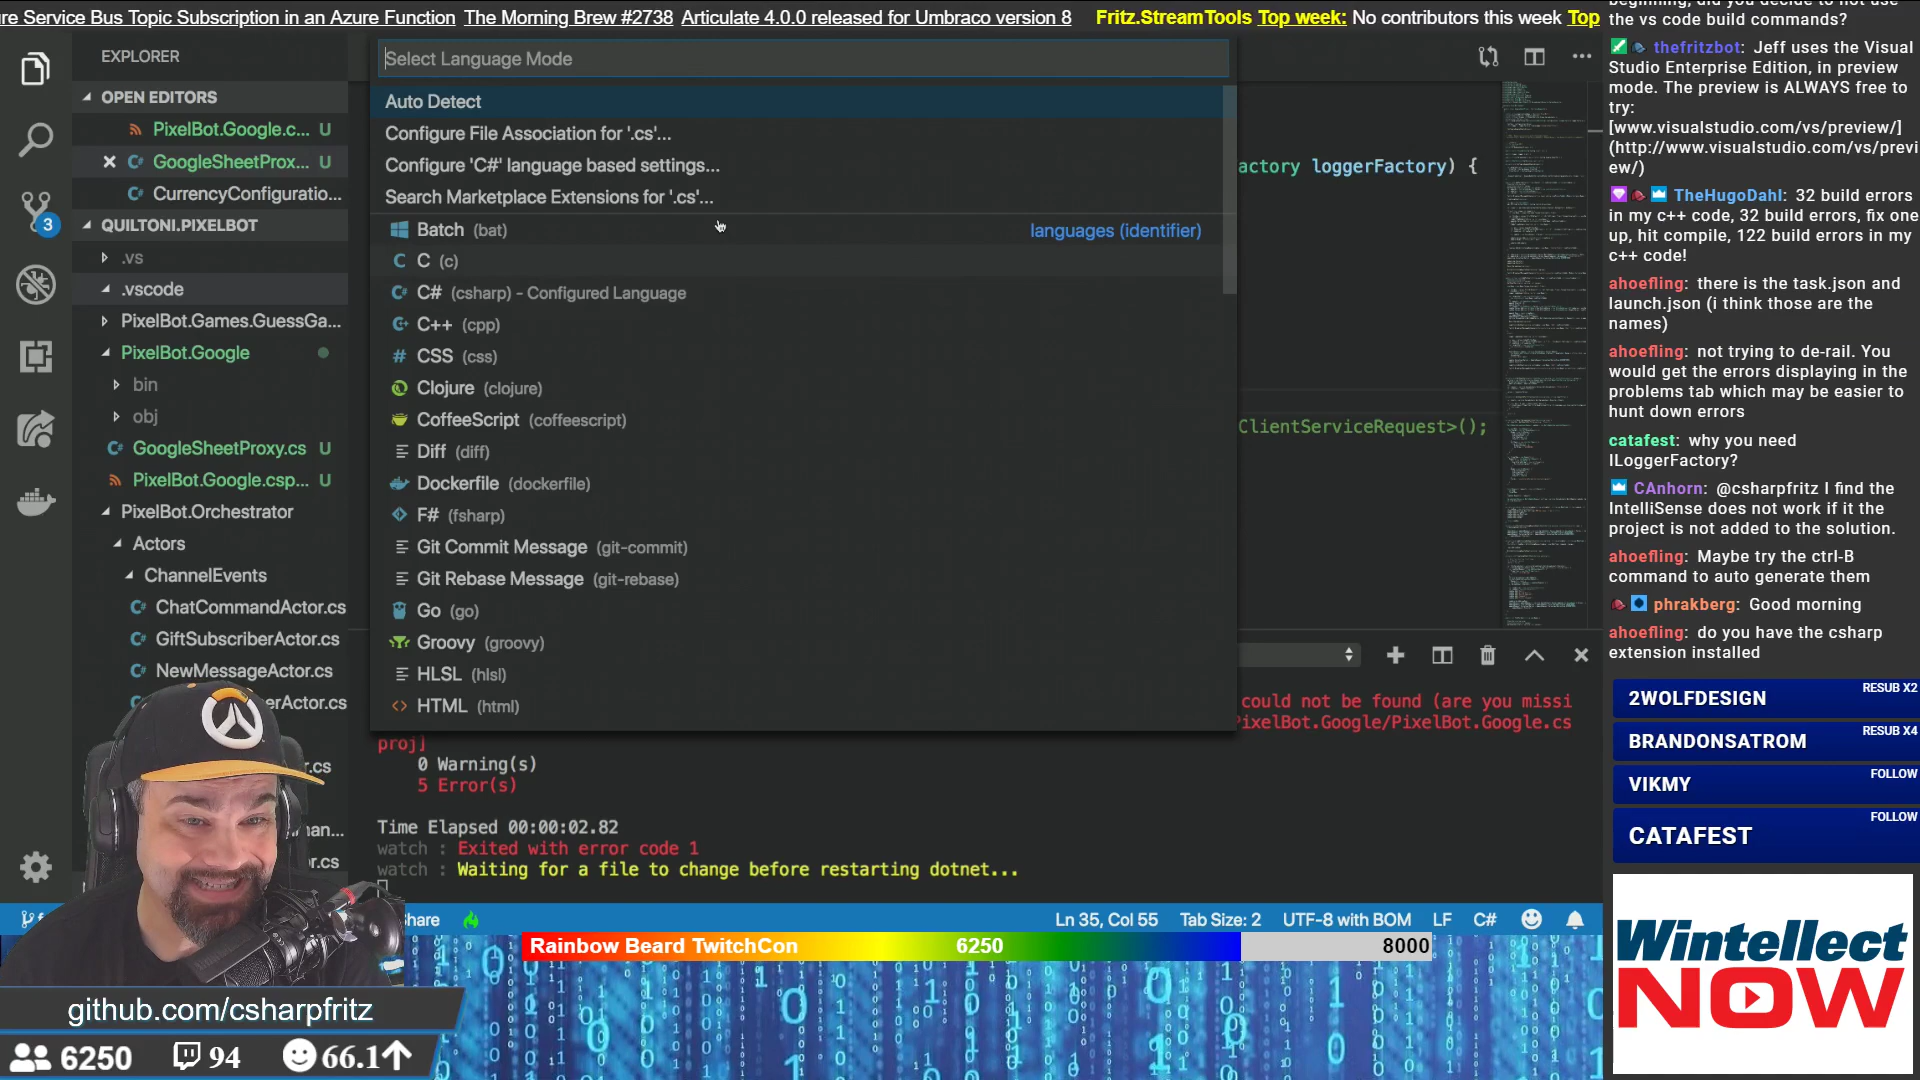 re Service Bus Topic Subscription in an Azure Function The Morning Brew #2738 Articulate 4.0.0 released for Umbraco version 8 Fritz.StreamTools Top week: No contributors this week Top
EXPLORER
OPEN EDITORS
PixelBot.Google.c... U
GoogleSheetProx... U
CurrencyConfiguratio...
3
QUILTONI.PIXELBOT
.vs
.vscode
PixelBot.Games.GuessGa...
PixelBot.Google
bin
obj
GoogleSheetProxy.cs U
PixelBot.Google.csp... U
PixelBot.Orchestrator
Actors
ChannelEvents
ChatCommandActor.cs
GiftSubscriberActor.cs
NewMessageActor.cs
erActor.cs
.cs
nan...
r.cs
Select Language Mode
Auto Detect
Configure File Association for '.cs'...
Configure 'C#' language based settings...
Search Marketplace Extensions for '.cs'...
Batch (bat) languages (identifier)
C (c)
C# (csharp) - Configured Language
C++ (cpp)
CSS (css)
Clojure (clojure)
CoffeeScript (coffeescript)
Diff (diff)
Dockerfile (dockerfile)
F# (fsharp)
Git Commit Message (git-commit)
Git Rebase Message (git-rebase)
Go (go)
Groovy (groovy)
HLSL (hlsl)
HTML (html)
actory loggerFactory) {
ClientServiceRequest>();
could not be found (are you missi
PixelBot.Google/PixelBot.Google.cs
proj]
0 Warning(s)
5 Error(s)
Time Elapsed 00:00:02.82
watch : Exited with error code 1
watch : Waiting for a file to change before restarting dotnet...
hare Ln 35, Col 55 Tab Size: 2 UTF-8 with BOM LF C#
Rainbow Beard TwitchCon 6250 8000
github.com/csharpfritz
6250 94 66.1
beginning, did you decide to not use
the vs code build commands?
thefritzbot: Jeff uses the Visual
Studio Enterprise Edition, in preview
mode. The preview is ALWAYS free to
try:
[www.visualstudio.com/vs/preview/]
(http://www.visualstudio.com/vs/previ
ew/)
TheHugoDahl: 32 build errors
in my c++ code, 32 build errors, fix one
up, hit compile, 122 build errors in my
c++ code!
ahoefling: there is the task.json and
launch.json (i think those are the
names)
ahoefling: not trying to de-rail. You
would get the errors displaying in the
problems tab which may be easier to
hunt down errors
catafest: why you need
ILoggerFactory?
CAnhorn: @csharpfritz I find the
IntelliSense does not work if it the
project is not added to the solution.
ahoefling: Maybe try the ctrl-B
command to auto generate them
phrakberg: Good morning
ahoefling: do you have the csharp
extension installed
2WOLFDESIGN RESUB X2
BRANDONSATROM RESUB X4
VIKMY FOLLOW
CATAFEST FOLLOW
Wintellect
NOW